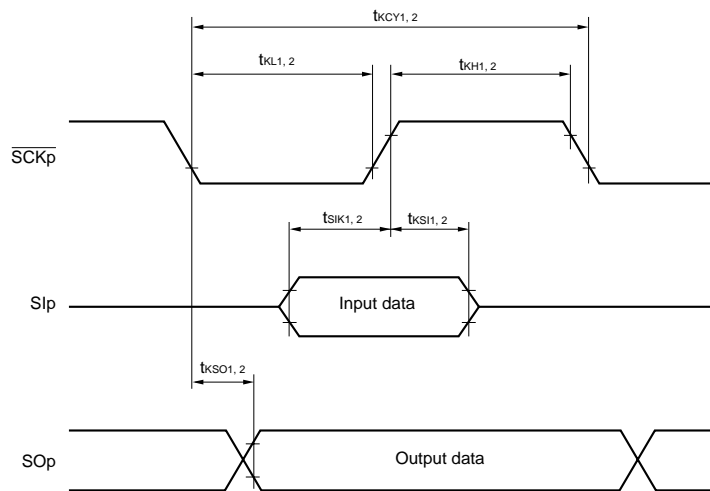 tKCY1, 2
tKL1, 2
tKH1, 2
SCKp
tSIK1, 2
tKSI1, 2
SIp
Input data
tKSO1, 2
SOp
Output data